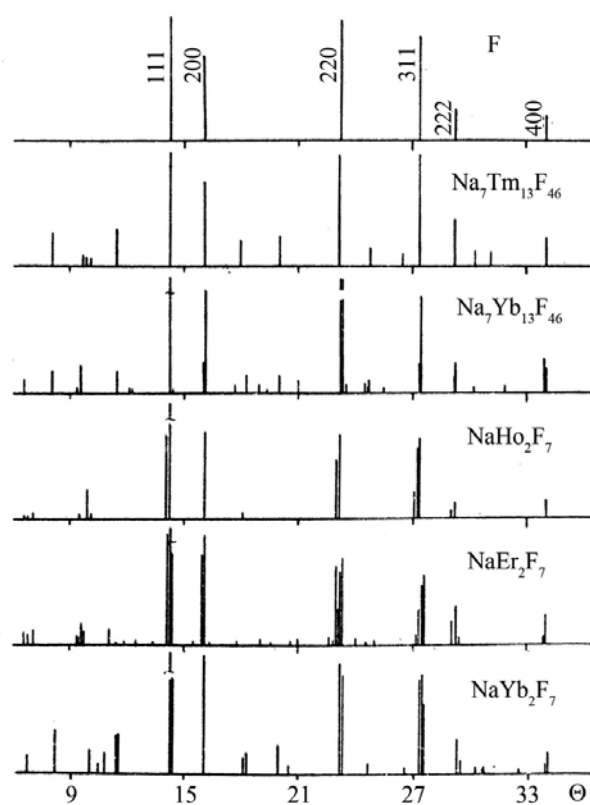 111
200
220
311
222
400
F
Na₇Tm₁₃F₄₆
Na₇Yb₁₃F₄₆
NaHo₂F₇
NaEr₂F₇
NaYb₂F₇
9 15 21 27 33 Θ